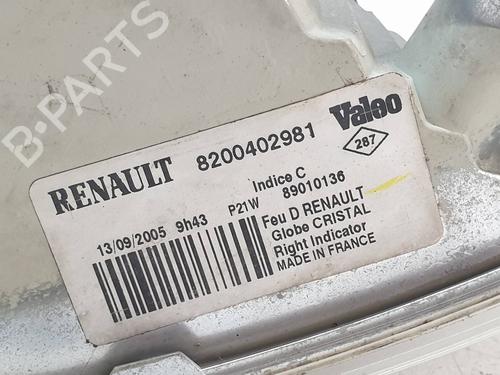 B-PARTS
RENAULT 8200402981 Valeo
287
Indice C
13/09/2005 9h43 P21W 89010136
Feu D RENAULT
Globe CRISTAL
Right Indicator
MADE IN FRANCE